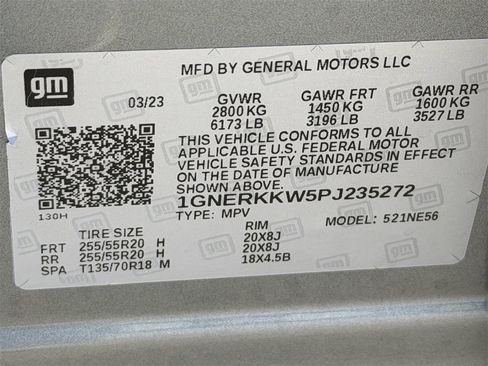 gm
MFD BY GENERAL MOTORS LLC
03/23 GVWR GAWR FRT GAWR RR
2800 KG 1450 KG 1600 KG
6173 LB 3196 LB 3527 LB
THIS VEHICLE CONFORMS TO ALL
APPLICABLE U.S. FEDERAL MOTOR
VEHICLE SAFETY STANDARDS IN EFFECT
ON THE DATE OF MANUFACTURE
SHOWN ABOVE.
1GNERKKW5PJ235272
130H TYPE: MPV MODEL: 521NE56
TIRE SIZE RIM
FRT 255/55R20 H 20X8J
RR 255/55R20 H 20X8J
SPA T135/70R18 M 18X4.5B